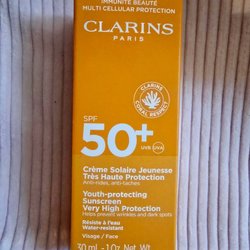 IMMUNITÉ BEAUTÉ
MULTI CELLULAR PROTECTION
CLARINS
PARIS
CLARINS
CORAL RESPECT
SPF
50+
UVB UVA
Crème Solaire Jeunesse
Très Haute Protection
Anti-rides, anti-taches
Youth-protecting
Sunscreen
Very High Protection
Helps prevent wrinkles and dark spots
Résiste à l'eau
Water-resistant
Visage / Face
30 ml - 1 Oz. Net Wt.